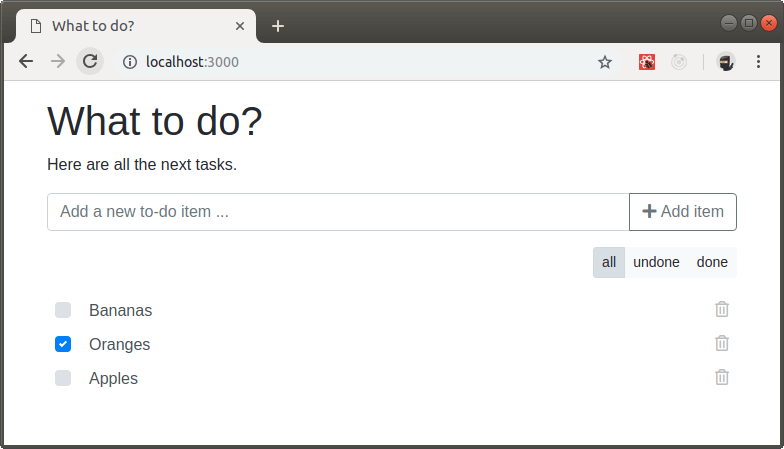 What to do?
localhost:3000
What to do?
Here are all the next tasks.
Add a new to-do item ... Add item
all undone done
Bananas
Oranges
Apples